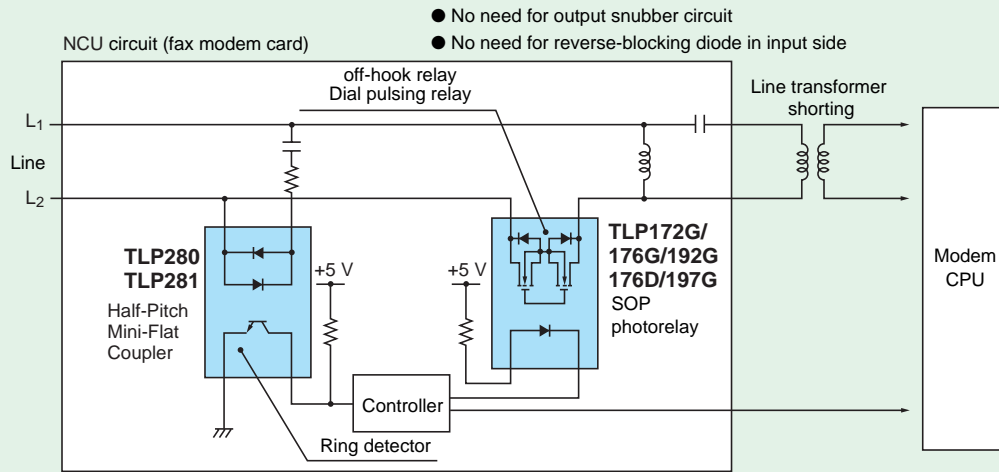 ● No need for output snubber circuit
● No need for reverse-blocking diode in input side
NCU circuit (fax modem card)
off-hook relay
Dial pulsing relay
Line transformer
shorting
L1
Line
L2
TLP280
TLP281
Half-Pitch
Mini-Flat
Coupler
+5 V
+5 V
TLP172G/
176G/192G
176D/197G
SOP
photorelay
Modem
CPU
Controller
Ring detector